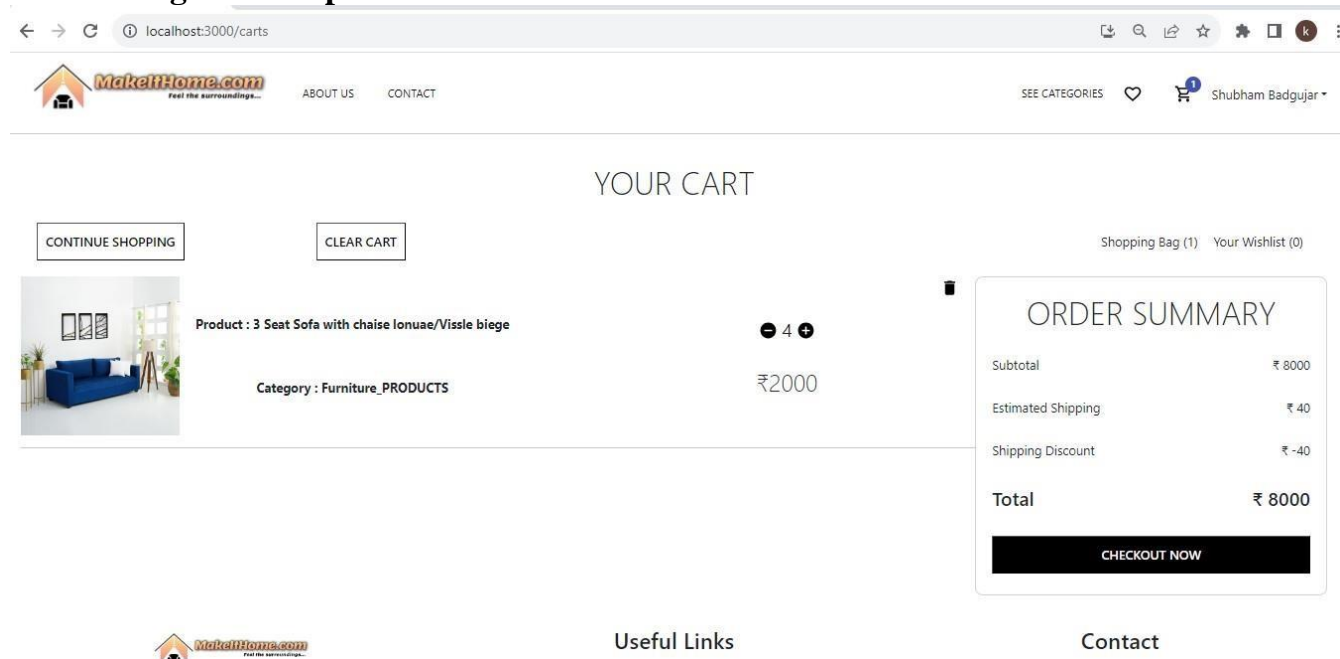 localhost:3000/carts
k
MakeItHome.com
Feel the surroundings...
ABOUT US CONTACT
SEE CATEGORIES 1 Shubham Badgujar
YOUR CART
CONTINUE SHOPPING CLEAR CART
Shopping Bag (1) Your Wishlist (0)
Product : 3 Seat Sofa with chaise lonuae/Vissle biege
4
Category : Furniture_PRODUCTS
₹2000
ORDER SUMMARY
Subtotal ₹ 8000
Estimated Shipping ₹ 40
Shipping Discount ₹ -40
Total ₹ 8000
CHECKOUT NOW
MakeItHome.com
Feel the surroundings...
Useful Links
Contact